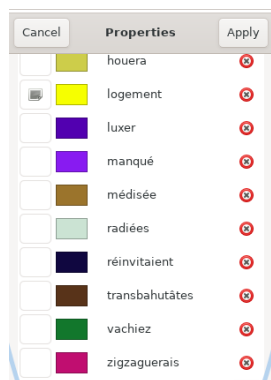 Cancel Properties Apply
houera
logement
luxer
manqué
médisée
radiées
réinvitaient
transbahutâtes
vachiez
zigzaguerais